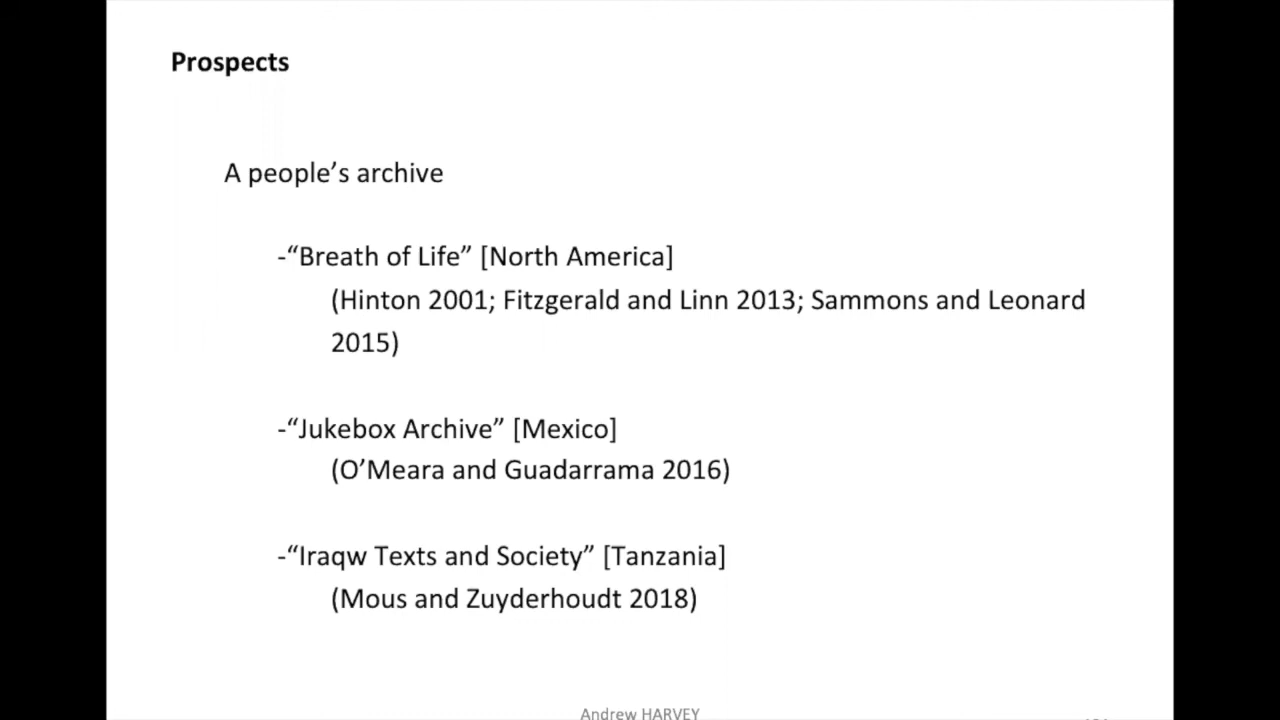 Prospects
A people’s archive
-“Breath of Life” [North America]
(Hinton 2001; Fitzgerald and Linn 2013; Sammons and Leonard
2015)
-“Jukebox Archive” [Mexico]
(O’Meara and Guadarrama 2016)
-“Iraqw Texts and Society” [Tanzania]
(Mous and Zuyderhoudt 2018)
Andrew HARVEY